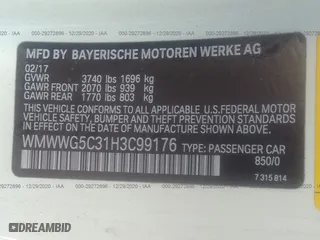 MFD BY BAYERISCHE MOTOREN WERKE AG
02/17
GVWR 3740 lbs 1696 kg
GAWR FRONT 2070 lbs 939 kg
GAWR REAR 1770 lbs 803 kg
THIS VEHICLE CONFORMS TO ALL APPLICABLE U.S. FEDERAL MOTOR VEHICLE SAFETY, BUMPER, AND THEFT PREVENTION STANDARDS IN EFFECT ON THE DATE OF MANUFACTURE SHOWN ABOVE.
WMWWG5C31H3C99176 TYPE: PASSENGER CAR
850/0
7 315 814
DREAMBID